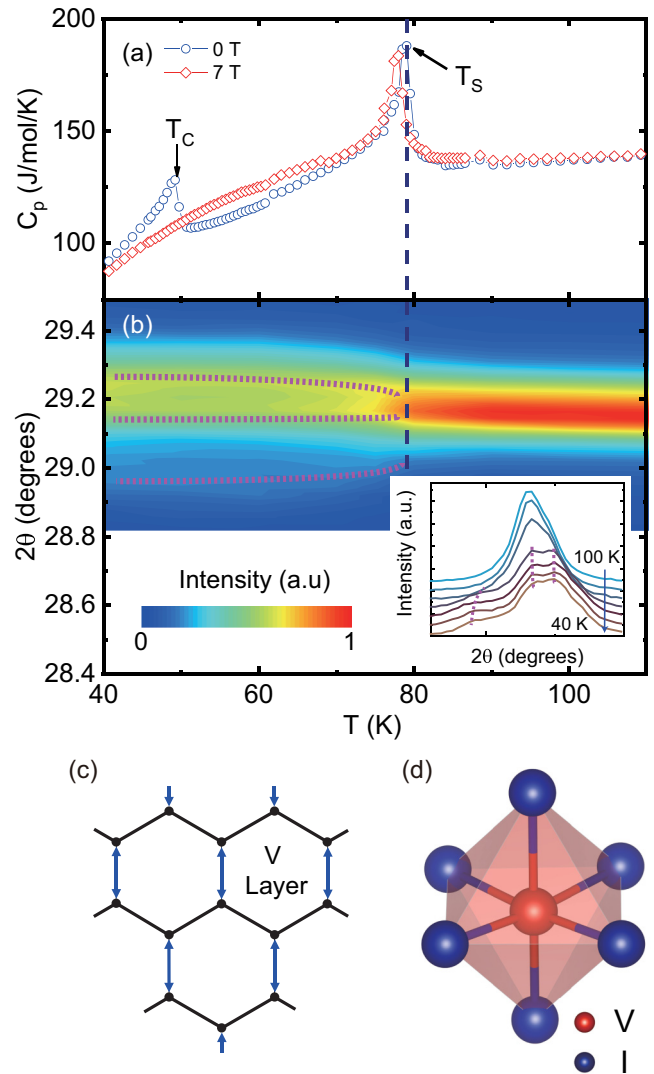 200
(a)
0 T
7 T
T_S
T_C
150
100
C_p (J/mol/K)
(b)
29.4
29.2
29.0
28.8
28.6
28.4
2θ (degrees)
Intensity (a.u)
0
1
Intensity (a.u.)
100 K
40 K
2θ (degrees)
40
60
80
100
T (K)
(c)
V
Layer
(d)
V
I